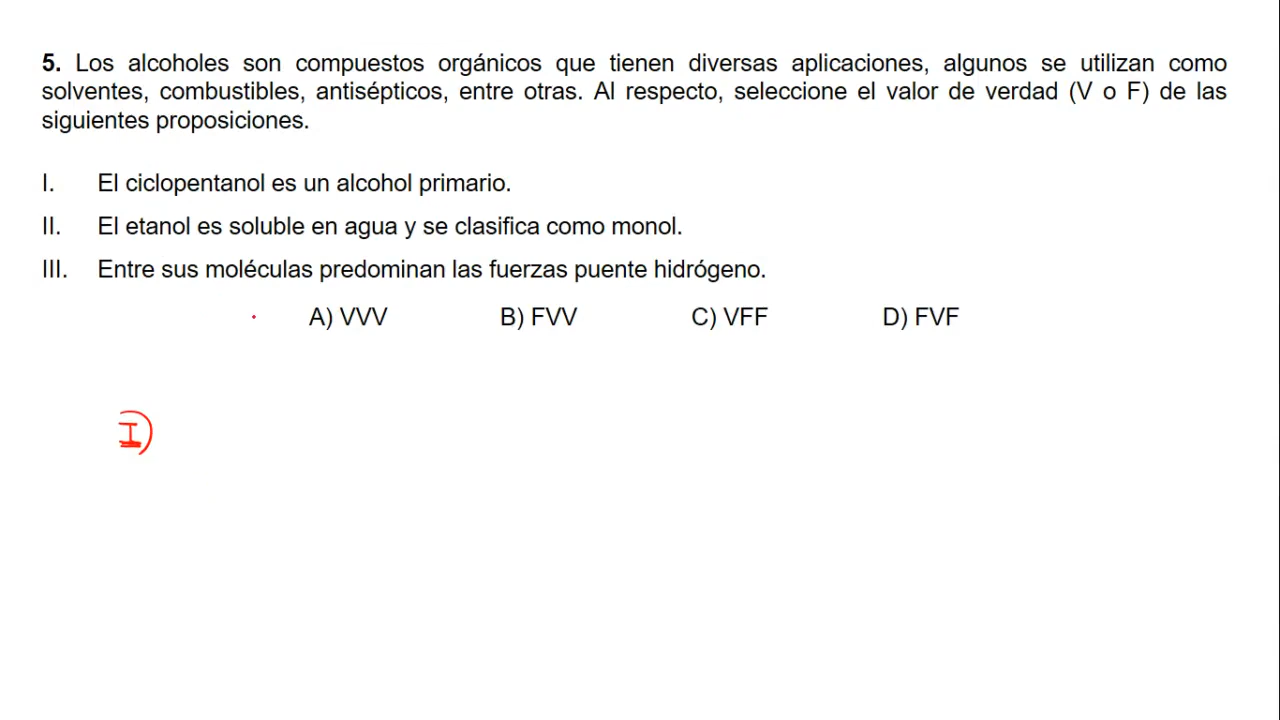 5. Los alcoholes son compuestos orgánicos que tienen diversas aplicaciones, algunos se utilizan como
solventes, combustibles, antisépticos, entre otras. Al respecto, seleccione el valor de verdad (V o F) de las
siguientes proposiciones.
I. El ciclopentanol es un alcohol primario.
II. El etanol es soluble en agua y se clasifica como monol.
III. Entre sus moléculas predominan las fuerzas puente hidrógeno.
A) VVV B) FVV C) VFF D) FVF
I)